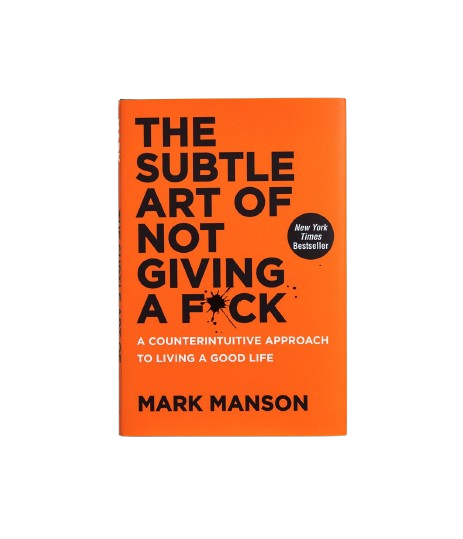 THE
SUBTLE
ART OF
NOT
GIVING
A F*CK
New York
Times
Bestseller
A COUNTERINTUITIVE APPROACH
TO LIVING A GOOD LIFE
MARK MANSON